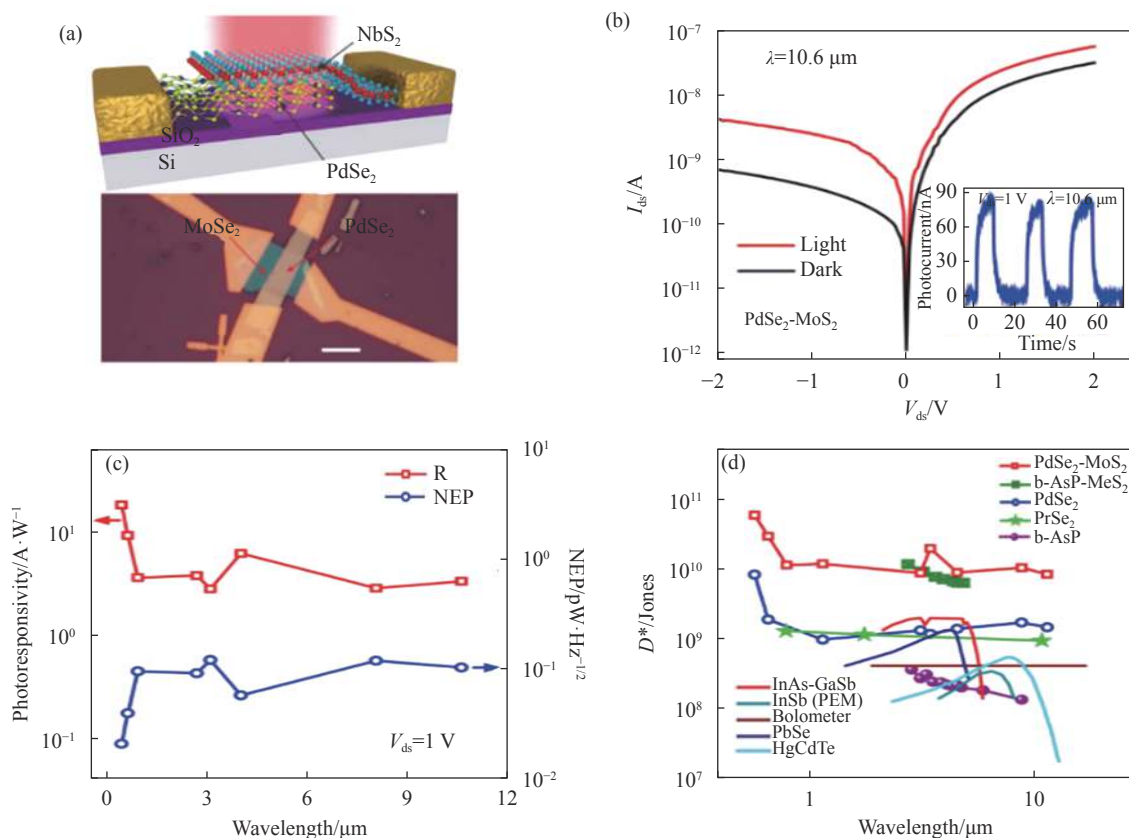 (a)
NbS₂
SiO₂
Si
PdSe₂
MoSe₂
PdSe₂
(b)
10⁻⁷
10⁻⁸
10⁻⁹
10⁻¹⁰
10⁻¹¹
10⁻¹²
I_ds/A
λ=10.6 μm
Light
Dark
PdSe₂-MoS₂
−2
−1
0
1
2
V_ds/V
90
60
30
0
Photocurrent/nA
=1 V
λ=10.6 μm
0
20
40
60
Time/s
(c)
10¹
10⁰
10⁻¹
Photoresponsivity/A·W⁻¹
R
NEP
V_ds=1 V
10¹
10⁰
10⁻¹
10⁻²
NEP/pW·Hz⁻¹/²
0
3
6
9
12
Wavelength/μm
(d)
10¹¹
10¹⁰
10⁹
10⁸
10⁷
D*/Jones
PdSe₂-MoS₂
b-AsP-MeS₂
PdSe₂
PrSe₂
b-AsP
InAs-GaSb
InSb (PEM)
Bolometer
PbSe
HgCdTe
1
10
Wavelength/μm